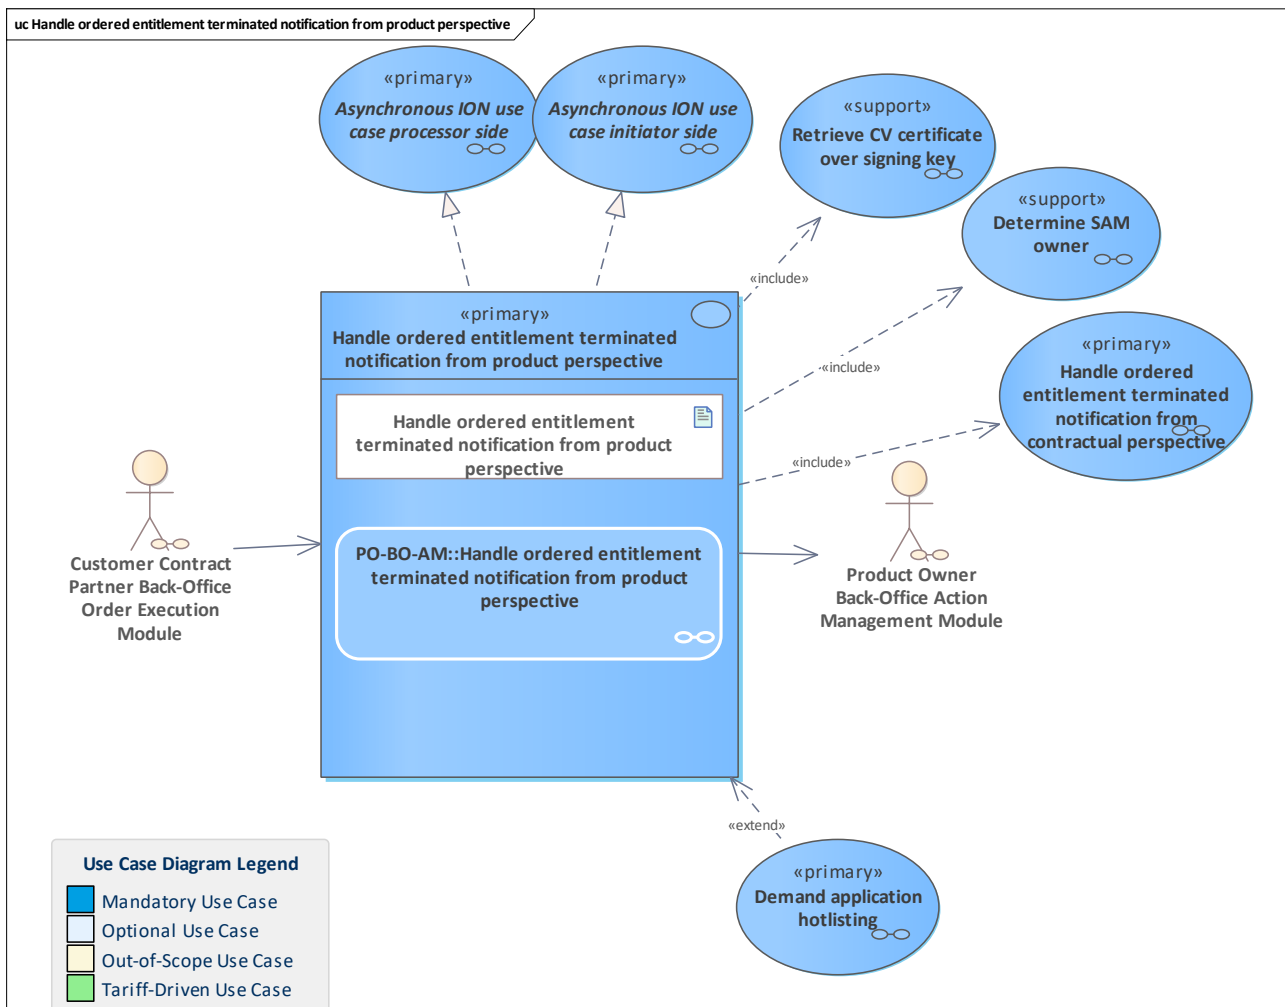 uc Handle ordered entitlement terminated notification from product perspective
«primary»
Asynchronous ION use
case processor side
«primary»
Asynchronous ION use
case initiator side
«support»
Retrieve CV certificate
over signing key
«support»
Determine SAM
owner
«include»
«include»
«include»
«primary»
Handle ordered
entitlement terminated
notification from
contractual perspective
«primary»
Handle ordered entitlement terminated
notification from product perspective
Handle ordered entitlement
terminated notification from product
perspective
PO-BO-AM::Handle ordered entitlement
terminated notification from product
perspective
Customer Contract
Partner Back-Office
Order Execution
Module
Product Owner
Back-Office Action
Management Module
«extend»
«primary»
Demand application
hotlisting
Use Case Diagram Legend
Mandatory Use Case
Optional Use Case
Out-of-Scope Use Case
Tariff-Driven Use Case